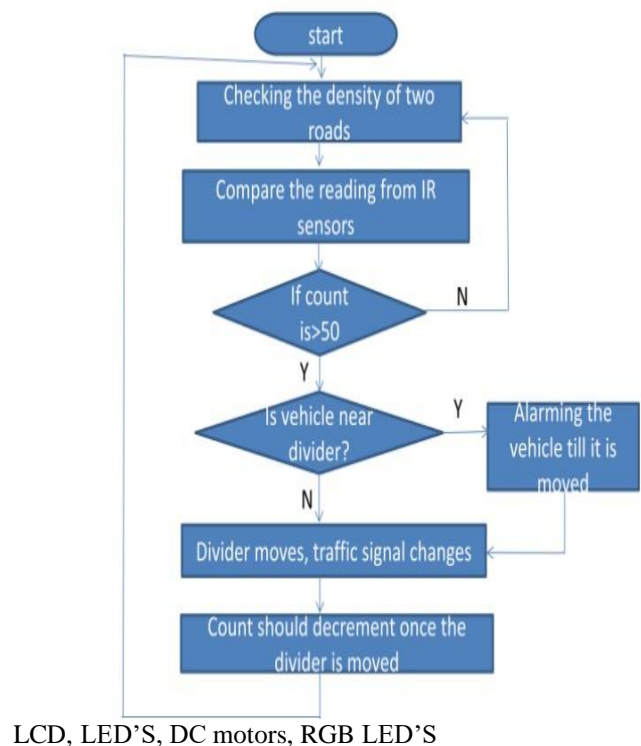 start
Checking the density of two
roads
Compare the reading from IR
sensors
If count
is>50
N
Y
Is vehicle near
divider?
Y
Alarming the
vehicle till it is
moved
N
Divider moves, traffic signal changes
Count should decrement once the
divider is moved
LCD, LED’S, DC motors, RGB LED’S